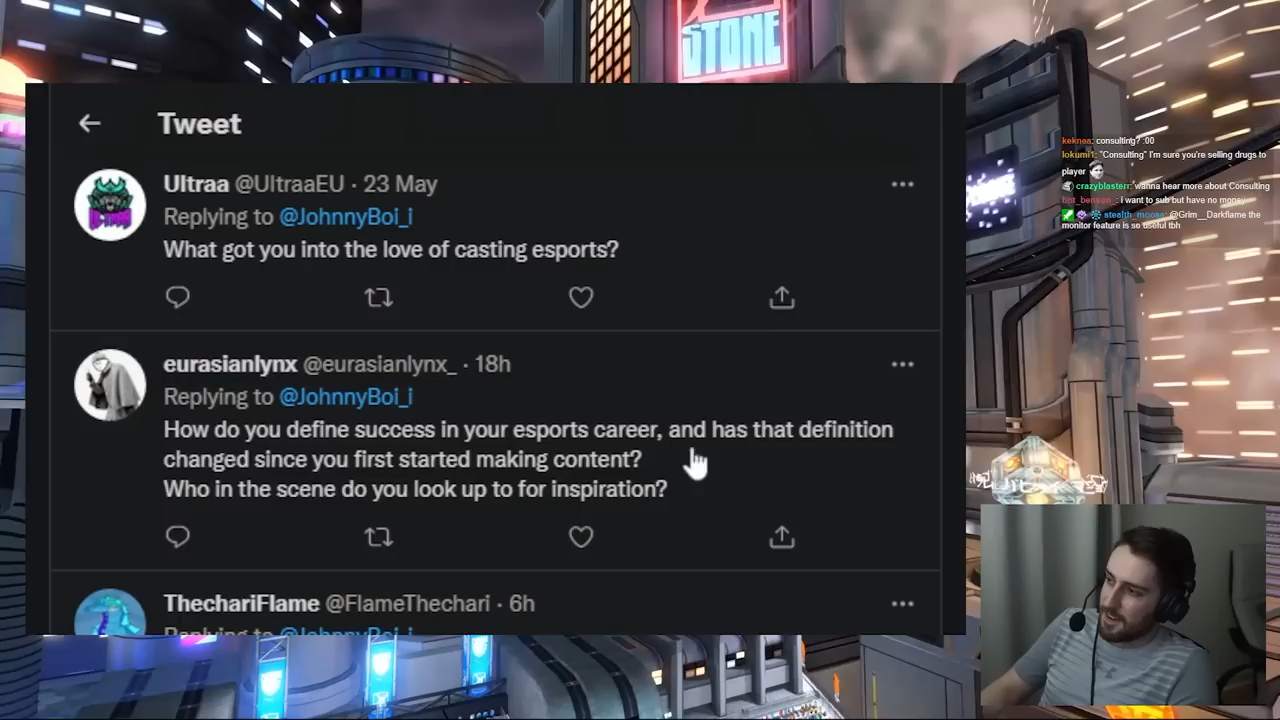 STONE
Tweet
Ultraa @UltraaEU · 23 May
Replying to @JohnnyBoi_i
What got you into the love of casting esports?
eurasianlynx @eurasianlynx_ · 18h
Replying to @JohnnyBoi_i
How do you define success in your esports career, and has that definition
changed since you first started making content?
Who in the scene do you look up to for inspiration?
ThechariFlame @FlameThechari · 6h
Replying to @JohnnyBoi_i
keknea: consulting? :00
lokumi1: "Consulting" I'm sure you're selling drugs to
player
crazyblasterr: wanna hear more about Consulting
bot_benson_: i want to sub but have no money
stealth_moose: @Grim__Darkflame the
monitor feature is so useful tbh